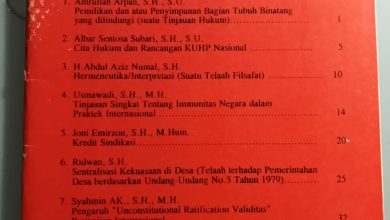 1. Amrullah Arpan, S.H., S.U.
Pemilikan dan atau Penyimpanan Bagian Tubuh Binatang
yang dilindungi (suatu Tinjauan Hukum)............ 1
2. Albar Sentosa Subari, S.H., S.U.
Cita Hukum dan Rancangan KUHP Nasional ............ 5
3. H.Abdul Aziz Numal, S.H.
Hermeneutika/Interpretasi (Suatu Telaah Filsafat)............ 10
4. Usmawadi, S.H., M.H.
Tinjauan Singkat Tentang Immunitas Negara dalam
Praktek Internasional ............ 14
5. Joni Emirzon, S.H., M.Hum.
Kredit Sindikasi............ 20
6. Ridwan, S.H.
Sentralisasi Kekuasaan di Desa (Telaah terhadap Pemerintahan
Desa berdasarkan Undang-Undang No.5 Tahun 1979)............ 25
7. Syahmin AK., S.H., M.H.
Pengaruh "Unconstitutional Ratification Validitas"